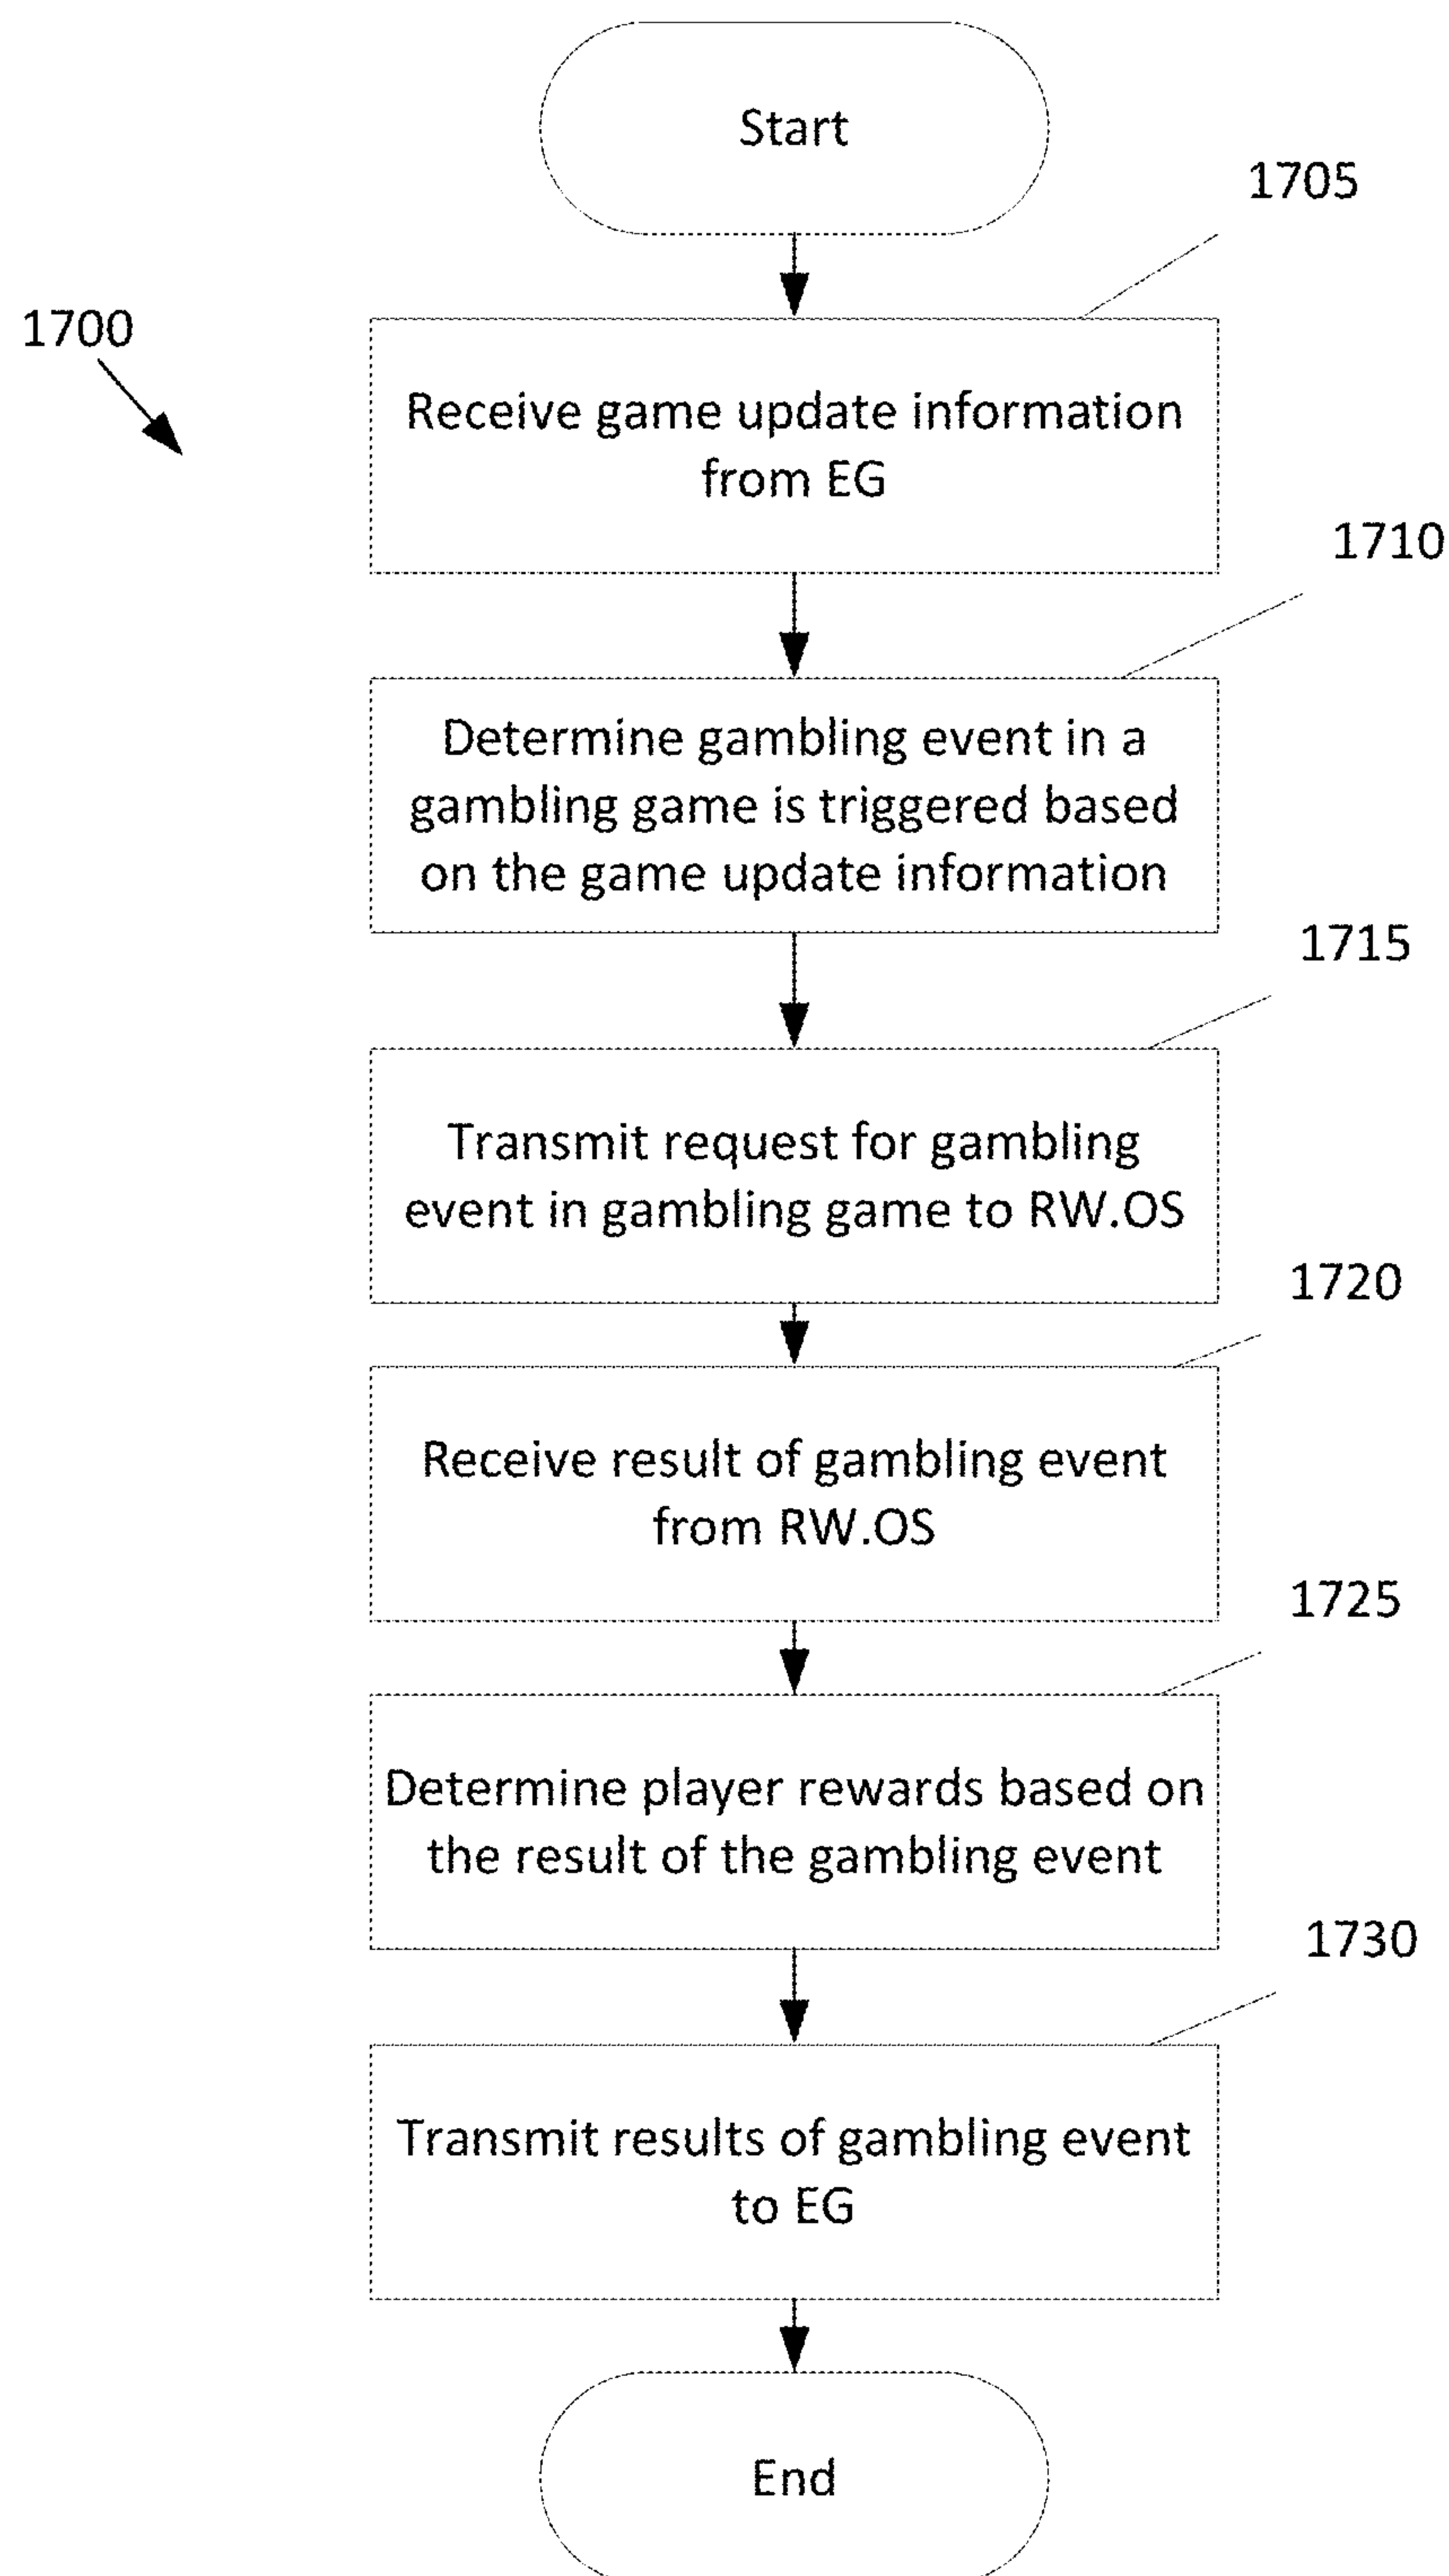 Start
1705
1700
Receive game update information
from EG
1710
Determine gambling event in a
gambling game is triggered based
on the game update information
1715
Transmit request for gambling
event in gambling game to RW.OS
1720
Receive result of gambling event
from RW.OS
1725
Determine player rewards based on
the result of the gambling event
1730
Transmit results of gambling event
to EG
End